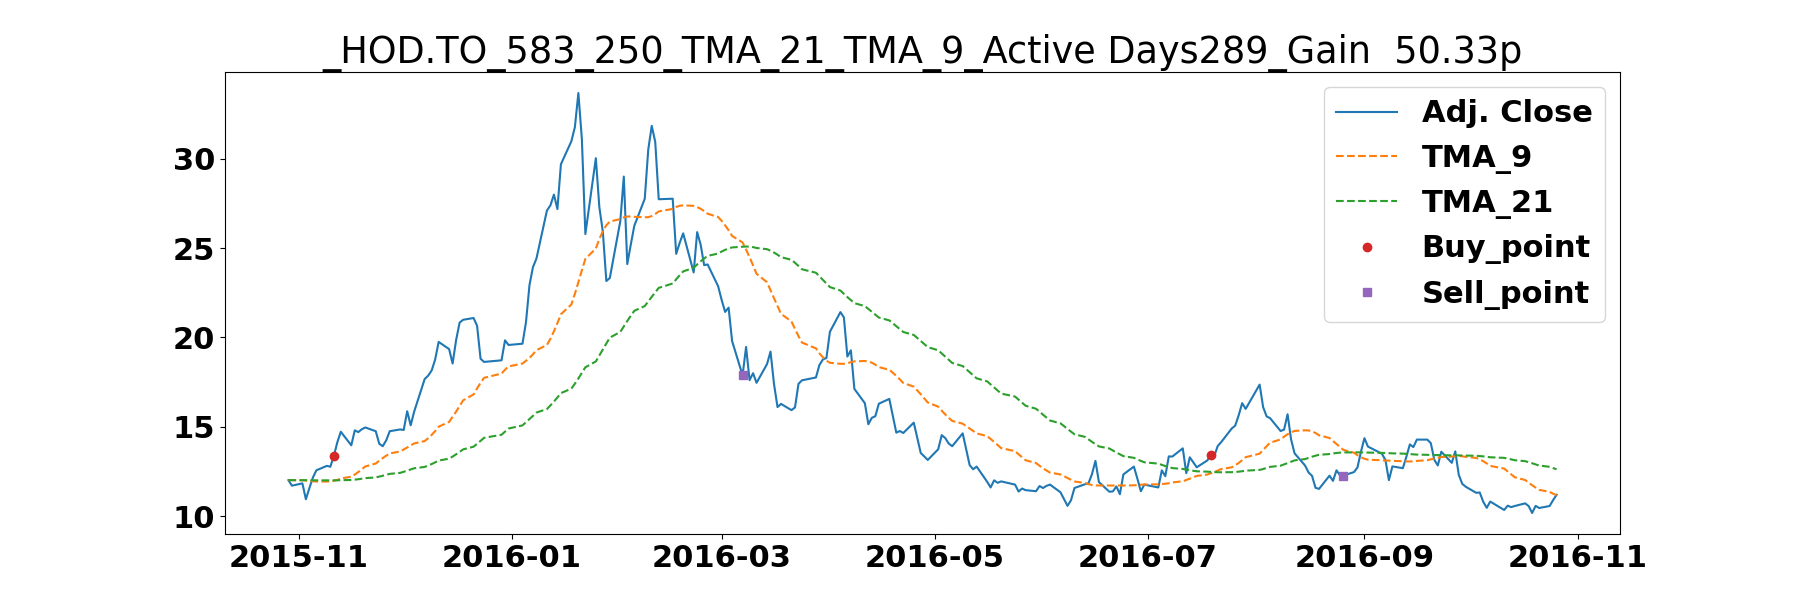 _HOD.TO_583_250_TMA_21_TMA_9_Active Days289_Gain  50.33p
30
25
20
15
10
2015-11
2016-01
2016-03
2016-05
2016-07
2016-09
2016-11
Adj. Close
TMA_9
TMA_21
Buy_point
Sell_point